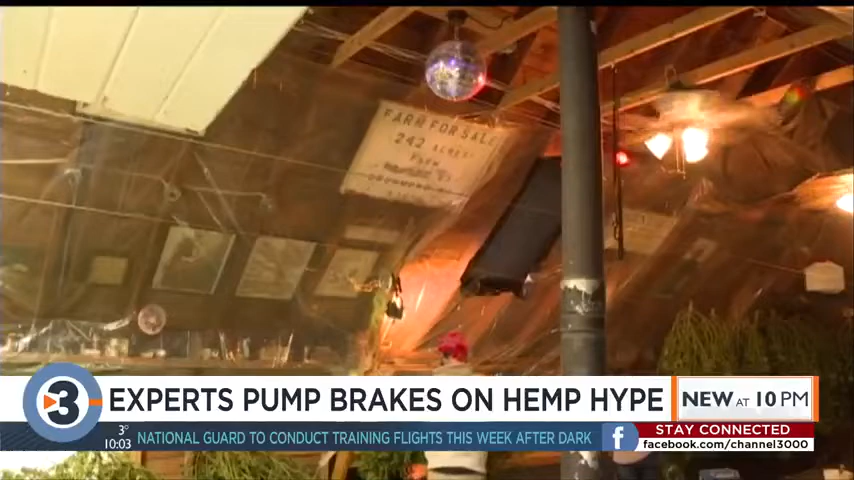 FARM FOR SALE
242 ACRES
3
EXPERTS PUMP BRAKES ON HEMP HYPE
NEW AT 10 PM
3°
10:03
NATIONAL GUARD TO CONDUCT TRAINING FLIGHTS THIS WEEK AFTER DARK
f
STAY CONNECTED
facebook.com/channel3000